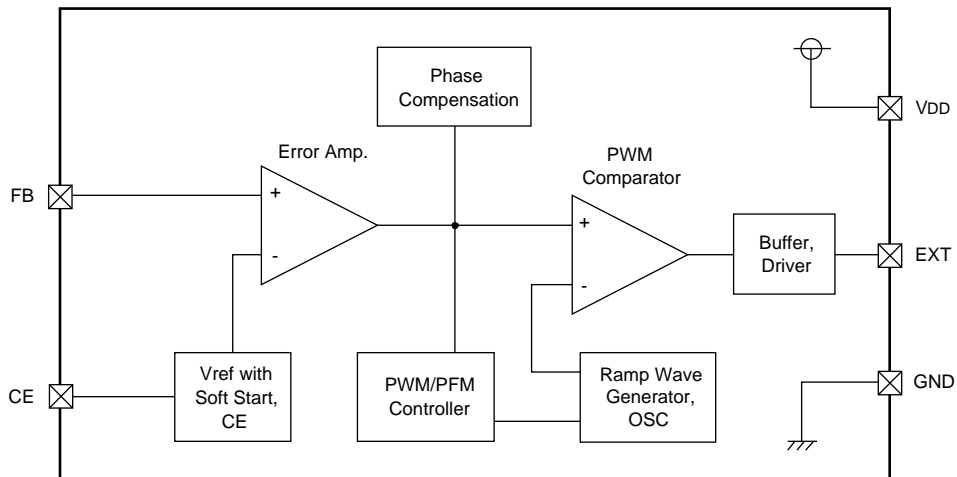 Phase
Compensation
VDD
Error Amp.
PWM
Comparator
FB
+
-
+
-
Buffer,
Driver
EXT
CE
Vref with
Soft Start,
CE
PWM/PFM
Controller
Ramp Wave
Generator,
OSC
GND